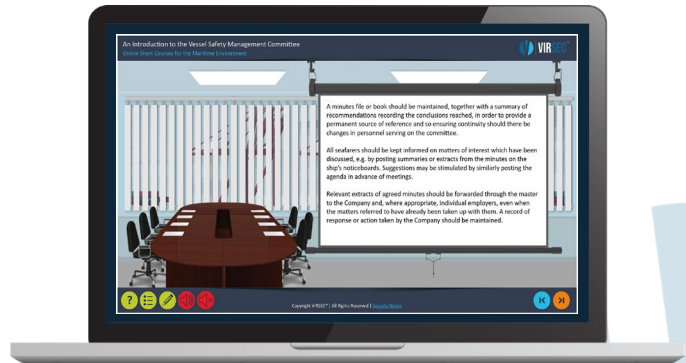 An Introduction to the Vessel Safety Management Committee
Online Short Courses for the Maritime Environment
VIRSEC
A minutes file or book should be maintained, together with a summary of
recommendations recording the conclusions reached, in order to provide a
permanent source of reference and so ensuring continuity should there be
changes in personnel serving on the committee.
All seafarers should be kept informed on matters of interest which have been
discussed, e.g. by posting summaries or extracts from the minutes on the
ship's noticeboards. Suggestions may be stimulated by similarly posting the
agenda in advance of meetings.
Relevant extracts of agreed minutes should be forwarded through the master
to the Company and, where appropriate, individual employers, even when
the matters referred to have already been taken up with them. A record of
response or action taken by the Company should be maintained.
?
Copyright VIRSEC® | All Rights Reserved | Security Notice